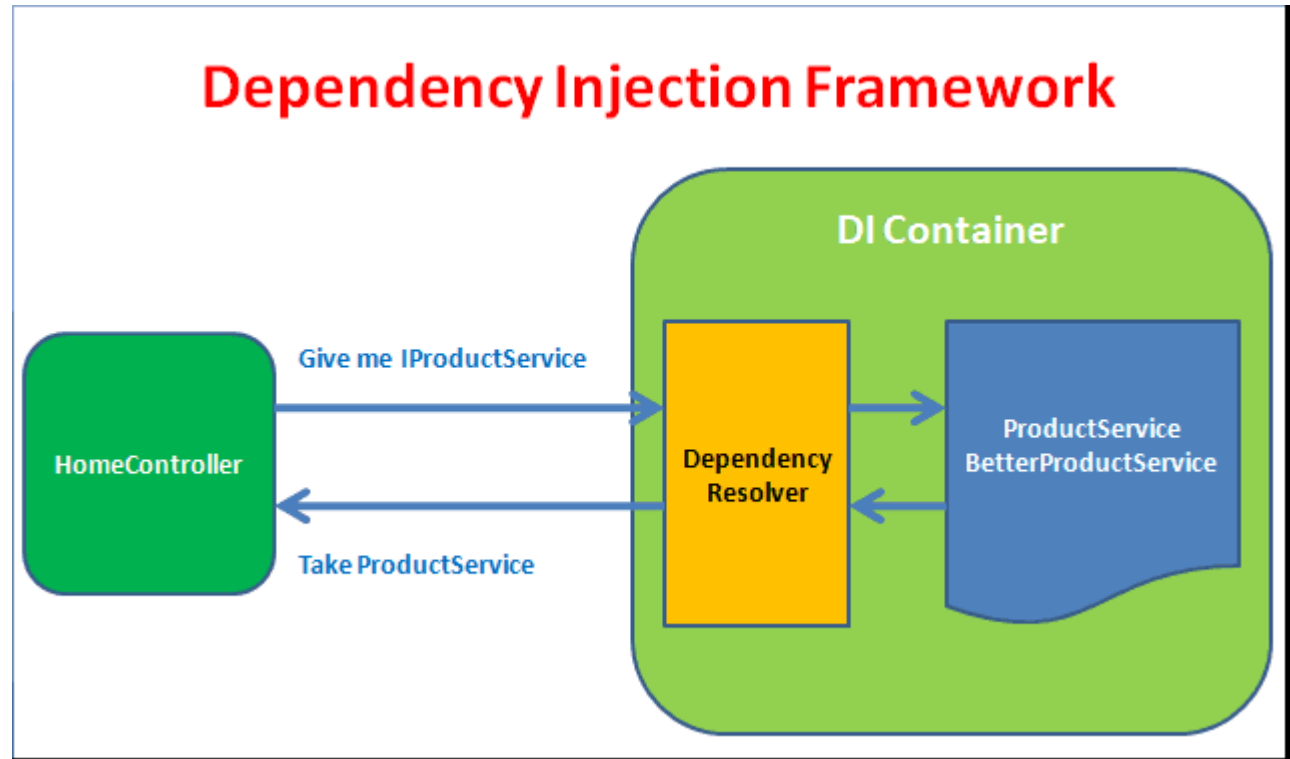 Dependency Injection Framework
DI Container
Give me IProductService
HomeController
Take ProductService
Dependency
Resolver
ProductService
BetterProductService